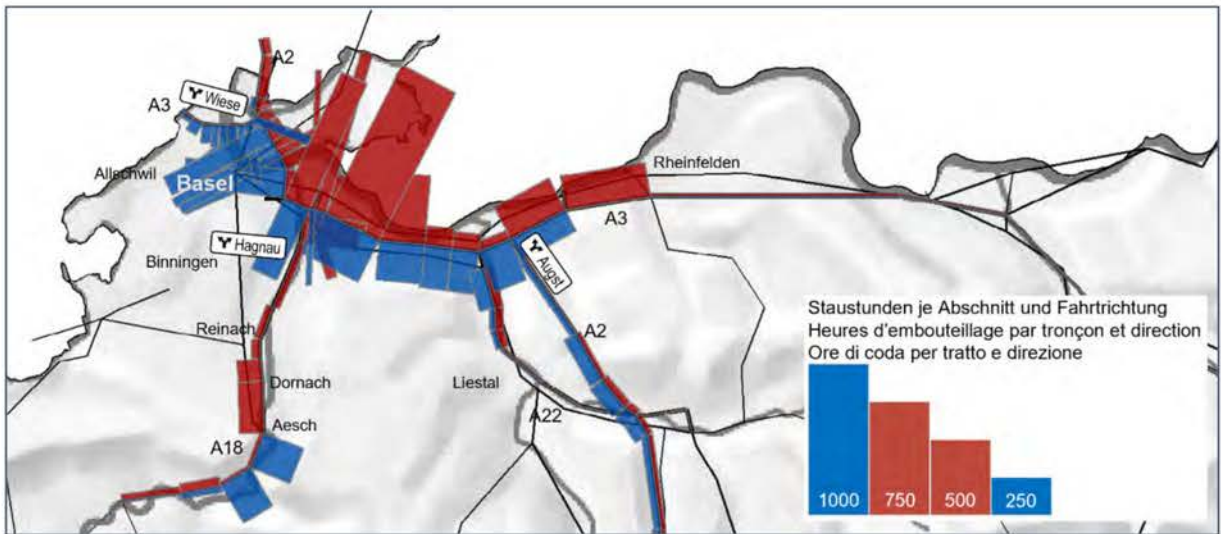 A2
A3
Wiese
Allschwil
Basel
Rheinfelden
A3
Hagnau
Augst
Binningen
Reinach
A2
Dornach
Liestal
Aesch
A22
A18
Staustunden je Abschnitt und Fahrtrichtung
Heures d'embouteillage par tronçon et direction
Ore di coda per tratto e direzione
1000 750 500 250